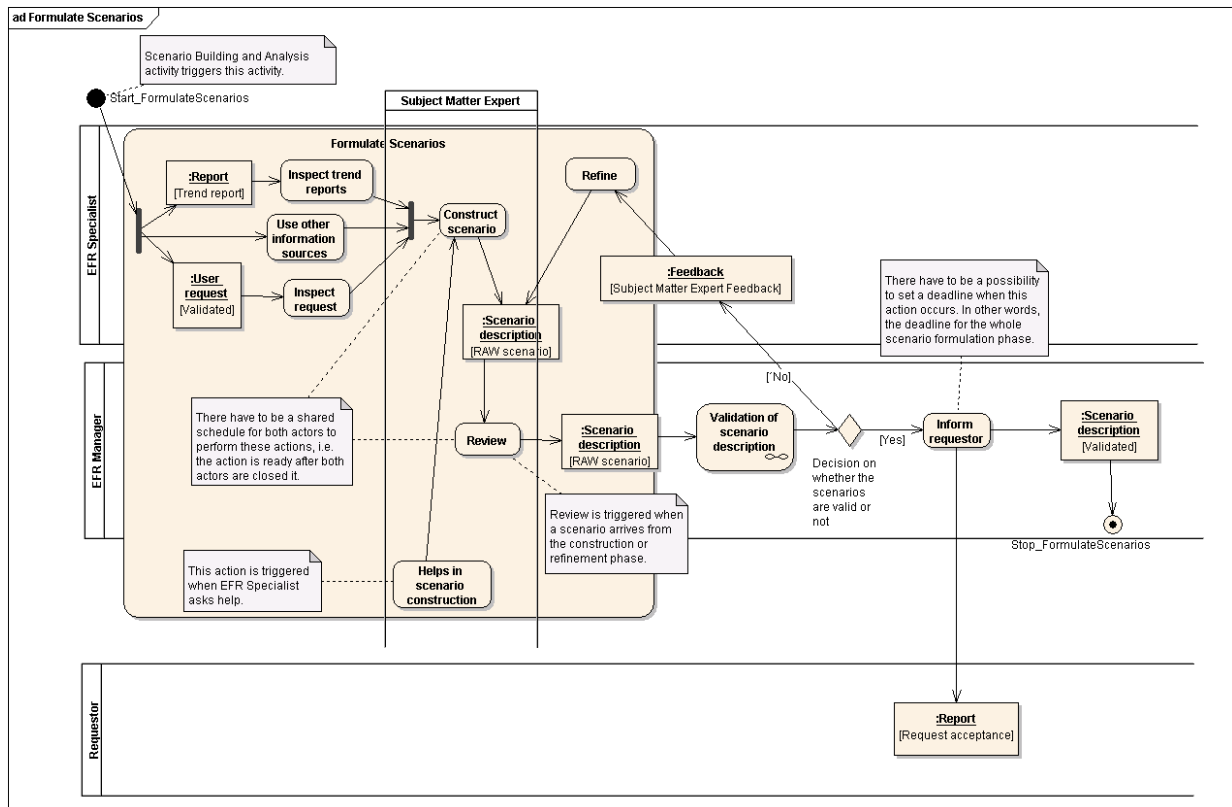 ad Formulate Scenarios
Scenario Building and Analysis
activity triggers this activity.
Start_FormulateScenarios
Subject Matter Expert
EFR Specialist
Formulate Scenarios
:Report
[Trend report]
Inspect trend
reports
Use other
information
sources
:User
request
[Validated]
Inspect
request
Construct
scenario
Refine
:Scenario
description
[RAW scenario]
:Feedback
[Subject Matter Expert Feedback]
There have to be a possibility
to set a deadline when this
action occurs. In other words,
the deadline for the whole
scenario formulation phase.
EFR Manager
There have to be a shared
schedule for both actors to
perform these actions, i.e.
the action is ready after both
actors are closed it.
Review
:Scenario
description
[RAW scenario]
Validation of
scenario
description
[´No]
[Yes]
Decision on
whether the
scenarios
are valid or
not
Inform
requestor
:Scenario
description
[Validated]
Stop_FormulateScenarios
Review is triggered when
a scenario arrives from
the construction or
refinement phase.
This action is triggered
when EFR Specialist
asks help.
Helps in
scenario
construction
Requestor
:Report
[Request acceptance]